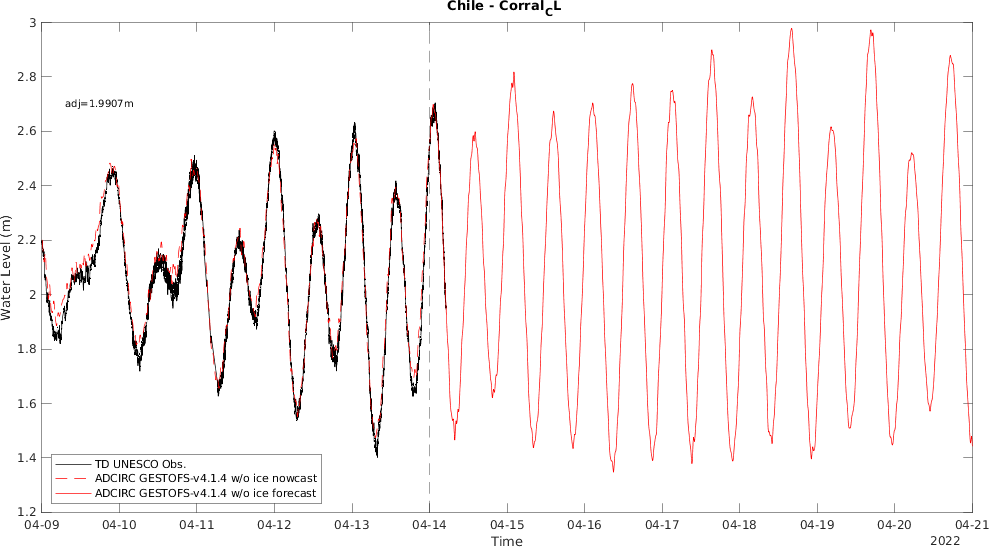 Chile - Corral_CL
3
2.8
2.6
2.4
2.2
2
1.8
1.6
1.4
1.2
Water Level (m)
adj=1.9907m
TD UNESCO Obs.
ADCIRC GESTOFS-v4.1.4 w/o ice nowcast
ADCIRC GESTOFS-v4.1.4 w/o ice forecast
04-09 04-10 04-11 04-12 04-13 04-14 04-15 04-16 04-17 04-18 04-19 04-20 04-21
Time
2022